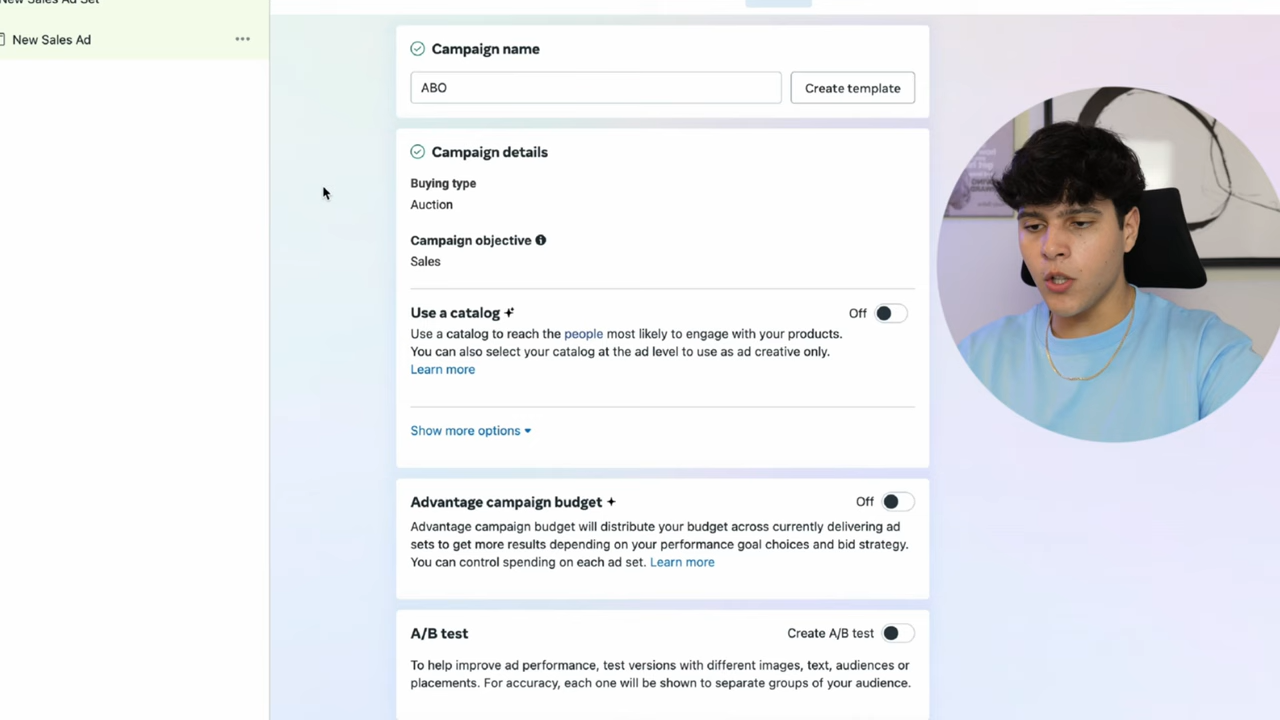 New Sales Ad Set
New Sales Ad
Campaign name
ABO
Create template
Campaign details
Buying type
Auction
Campaign objective
Sales
Use a catalog
Off
Use a catalog to reach the people most likely to engage with your products.
You can also select your catalog at the ad level to use as ad creative only.
Learn more
Show more options
Advantage campaign budget
Off
Advantage campaign budget will distribute your budget across currently delivering ad
sets to get more results depending on your performance goal choices and bid strategy.
You can control spending on each ad set. Learn more
A/B test
Create A/B test
To help improve ad performance, test versions with different images, text, audiences or
placements. For accuracy, each one will be shown to separate groups of your audience.